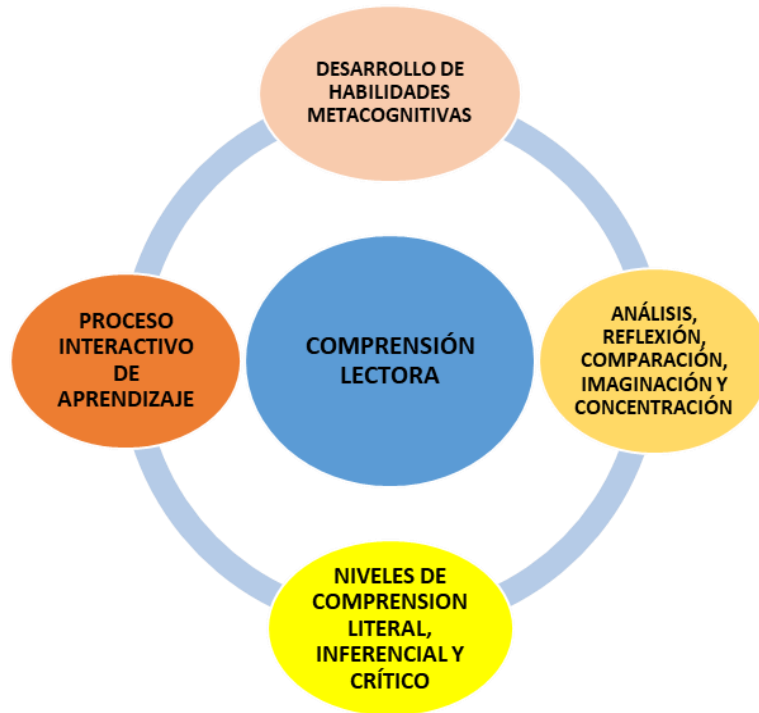 DESARROLLO DE
HABILIDADES
METACOGNITIVAS
PROCESO
INTERACTIVO
DE
APRENDIZAJE
COMPRENSIÓN
LECTORA
ANÁLISIS,
REFLEXIÓN,
COMPARACIÓN,
IMAGINACIÓN Y
CONCENTRACIÓN
NIVELES DE
COMPRENSION
LITERAL,
INFERENCIAL Y
CRÍTICO